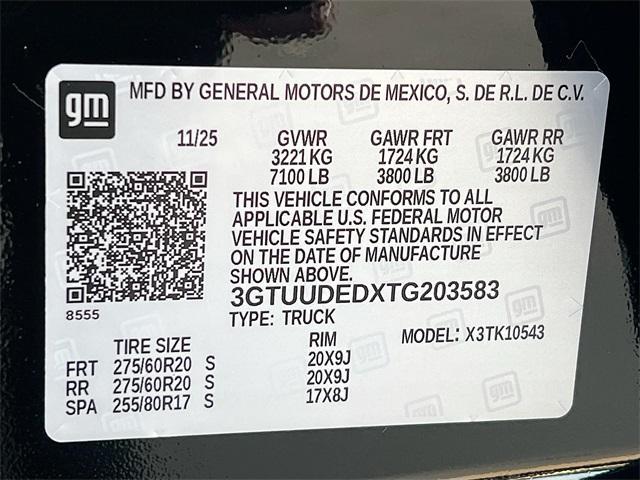 gm MFD BY GENERAL MOTORS DE MEXICO, S. DE R.L. DE C.V.
11/25 GVWR GAWR FRT GAWR RR
3221 KG 1724 KG 1724 KG
7100 LB 3800 LB 3800 LB
THIS VEHICLE CONFORMS TO ALL
APPLICABLE U.S. FEDERAL MOTOR
VEHICLE SAFETY STANDARDS IN EFFECT
ON THE DATE OF MANUFACTURE
SHOWN ABOVE.
3GTUUDEDXTG203583
8555
TYPE: TRUCK MODEL: X3TK10543
TIRE SIZE RIM
FRT 275/60R20 S 20X9J
RR 275/60R20 S 20X9J
SPA 255/80R17 S 17X8J